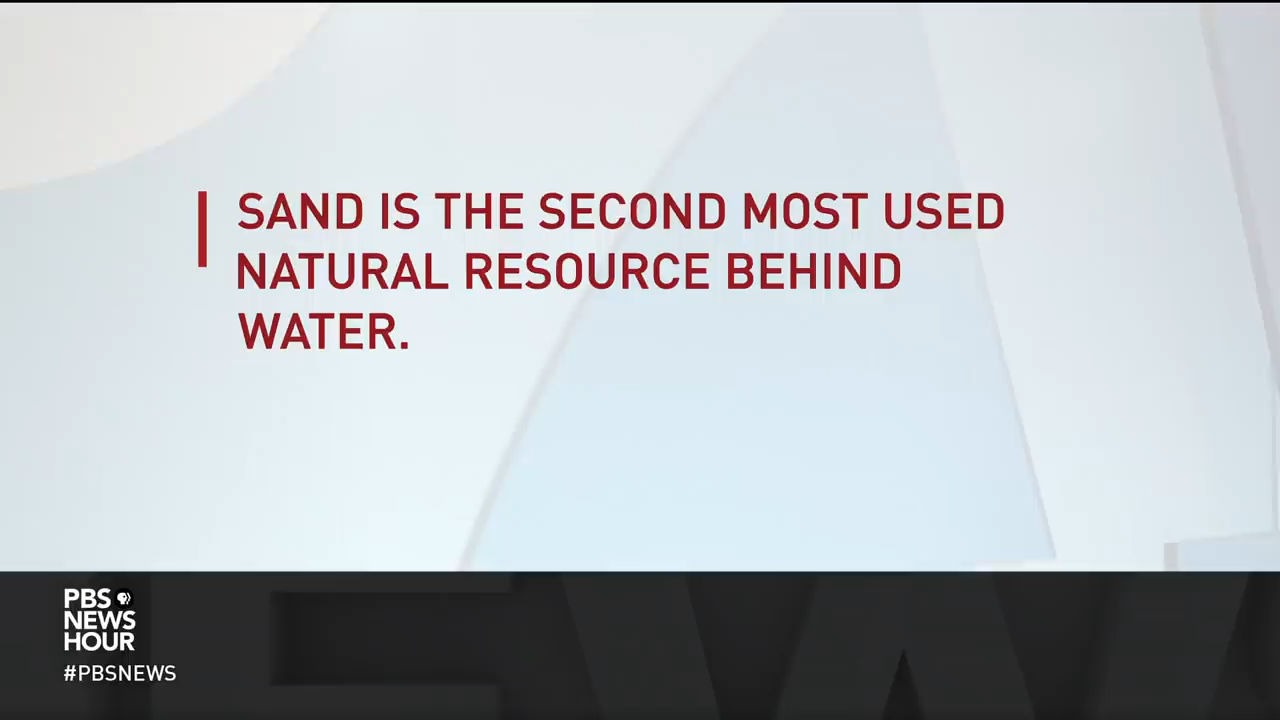 SAND IS THE SECOND MOST USED
NATURAL RESOURCE BEHIND
WATER.
PBS
NEWS
HOUR
#PBSNEWS